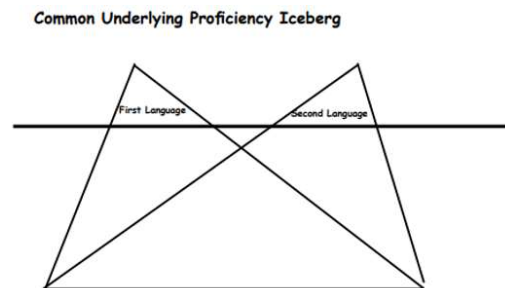 Common Underlying Proficiency Iceberg
First Language
Second Language